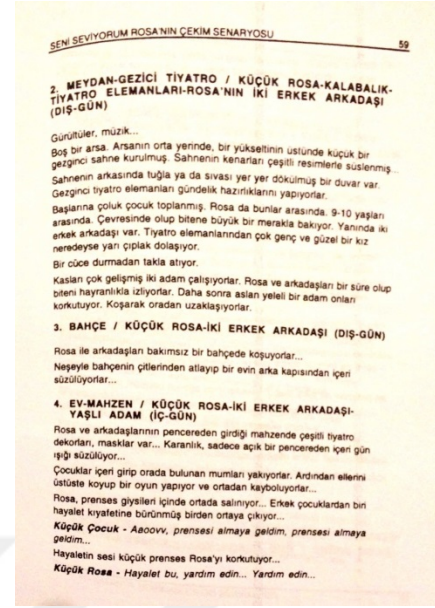 SENİ SEVİYORUM ROSA'NIN ÇEKİM SENARYOSU
59
2. MEYDAN-GEZİCİ TİYATRO / KÜÇÜK ROSA-KALABALIK-
TİYATRO ELEMANLARI-ROSA'NIN İKİ ERKEK ARKADAŞI
(DIŞ-GÜN)
Gürültüler, müzik...
Boş bir arsa. Arsanın orta yerinde, bir yükseltinin üstünde küçük bir
gezginci sahne kurulmuş. Sahnenin kenarları çeşitli resimlerle süslenmiş...
Sahnenin arkasında tuğla ya da sıvası yer yer dökülmüş bir duvar var.
Gezginci tiyatro elemanları gündelik hazırlıklarını yapıyorlar.
Başlarına çoluk çocuk toplanmış. Rosa da bunlar arasında. 9-10 yaşları
arasında. Çevresinde olup bitene büyük bir merakla bakıyor. Yanında iki
erkek arkadaşı var. Tiyatro elemanlarından çok genç ve güzel bir kız
neredeyse yarı çıplak dolaşıyor.
Bir cüce durmadan takla atıyor.
Kasları çok gelişmiş iki adam çalışıyorlar. Rosa ve arkadaşları bir süre olup
biteni hayranlıkla izliyorlar. Daha sonra aslan yeleli bir adam onları
korkutuyor. Koşarak oradan uzaklaşıyorlar.
3. BAHÇE / KÜÇÜK ROSA-İKİ ERKEK ARKADAŞI (DIŞ-GÜN)
Rosa ile arkadaşları bakımsız bir bahçede koşuyorlar...
Neşeyle bahçenin çitlerinden atlayıp bir evin arka kapısından içeri
süzülüyorlar...
4. EV-MAHZEN / KÜÇÜK ROSA-İKİ ERKEK ARKADAŞI-
YAŞLI ADAM (İÇ-GÜN)
Rosa ve arkadaşlarının pencereden girdiği mahzende çeşitli tiyatro
dekorları, masklar var... Karanlık, sadece açık bir pencereden içeri gün
ışığı süzülüyor...
Çocuklar içeri girip orada bulunan mumları yakıyorlar. Ardından ellerini
üstüste koyup bir oyun yapıyor ve ortadan kayboluyorlar...
Rosa, prenses giysileri içinde ortada salınıyor... Erkek çocuklardan biri
hayalet kıyafetine bürünmüş birden ortaya çıkıyor...
Küçük Çocuk - Aaoovv, prensesi almaya geldim, prensesi almaya
geldim...
Hayaletin sesi küçük prenses Rosa'yı korkutuyor...
Küçük Rosa - Hayalet bu, yardım edin... Yardım edin...